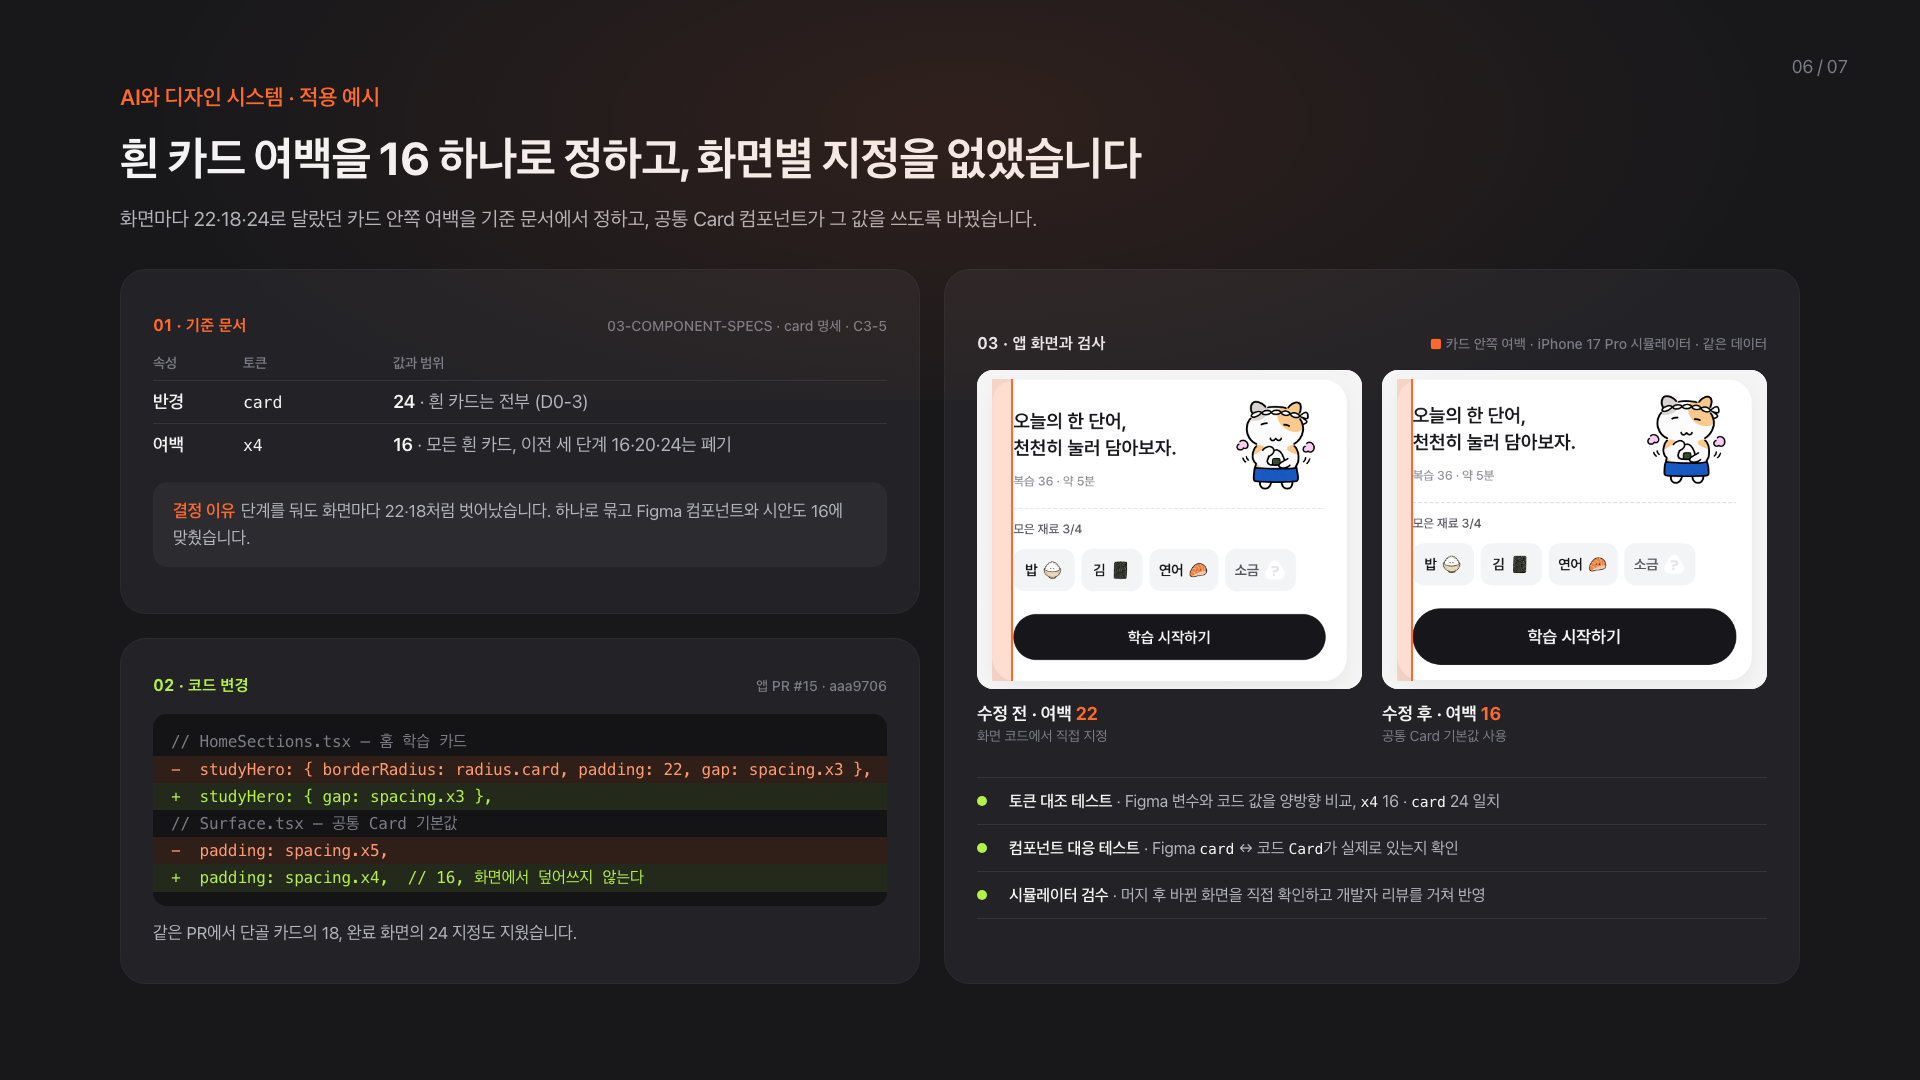 06 / 07
AI와 디자인 시스템 · 적용 예시
흰 카드 여백을 16 하나로 정하고, 화면별 지정을 없앴습니다
화면마다 22·18·24로 달랐던 카드 안쪽 여백을 기준 문서에서 정하고, 공통 Card 컴포넌트가 그 값을 쓰도록 바꿨습니다.
01 · 기준 문서
03-COMPONENT-SPECS · card 명세 · C3-5
속성 토큰 값과 범위
반경 card 24 · 흰 카드는 전부 (D0-3)
여백 x4 16 · 모든 흰 카드, 이전 세 단계 16·20·24는 폐기
결정 이유 단계를 둬도 화면마다 22·18처럼 벗어났습니다. 하나로 묶고 Figma 컴포넌트와 시안도 16에
맞췄습니다.
02 · 코드 변경
앱 PR #15 · aaa9706
// HomeSections.tsx — 홈 학습 카드
− studyHero: { borderRadius: radius.card, padding: 22, gap: spacing.x3 },
+ studyHero: { gap: spacing.x3 },
// Surface.tsx — 공통 Card 기본값
− padding: spacing.x5,
+ padding: spacing.x4,  // 16, 화면에서 덮어쓰지 않는다
같은 PR에서 단골 카드의 18, 완료 화면의 24 지정도 지웠습니다.
03 · 앱 화면과 검사
카드 안쪽 여백 · iPhone 17 Pro 시뮬레이터 · 같은 데이터
오늘의 한 단어,
천천히 눌러 담아보자.
복습 36 · 약 5분
모은 재료 3/4
밥 김 연어 소금 ?
학습 시작하기
수정 전 · 여백 22
화면 코드에서 직접 지정
오늘의 한 단어,
천천히 눌러 담아보자.
복습 36 · 약 5분
모은 재료 3/4
밥 김 연어 소금 ?
학습 시작하기
수정 후 · 여백 16
공통 Card 기본값 사용
토큰 대조 테스트 · Figma 변수와 코드 값을 양방향 비교, x4 16 · card 24 일치
컴포넌트 대응 테스트 · Figma card ↔ 코드 Card가 실제로 있는지 확인
시뮬레이터 검수 · 머지 후 바뀐 화면을 직접 확인하고 개발자 리뷰를 거쳐 반영